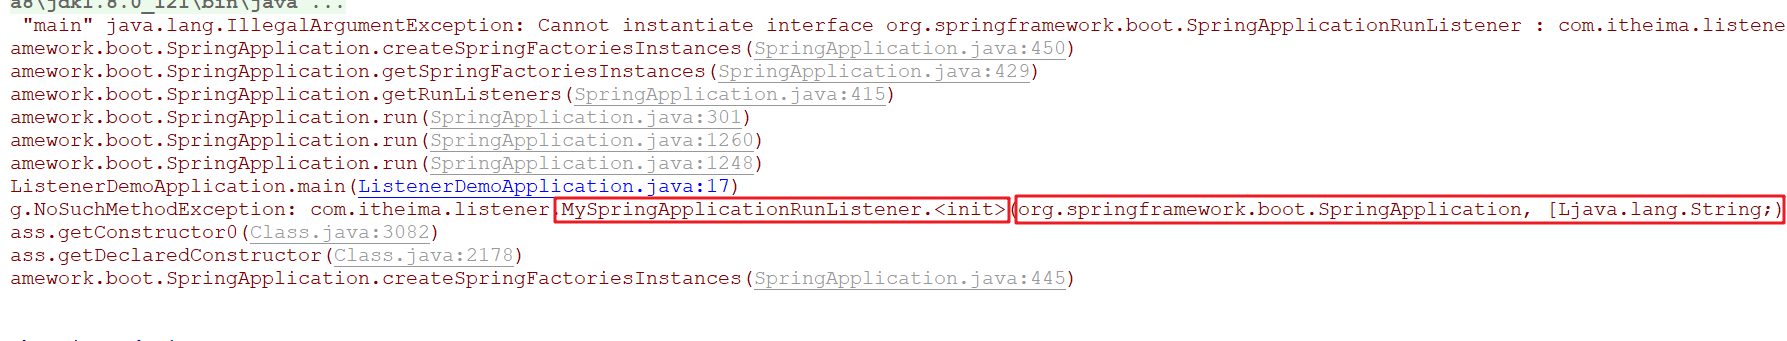 a8\jdk1.8.0_121\bin\java ...
"main" java.lang.IllegalArgumentException: Cannot instantiate interface org.springframework.boot.SpringApplicationRunListener : com.itheima.listene
amework.boot.SpringApplication.createSpringFactoriesInstances(SpringApplication.java:450)
amework.boot.SpringApplication.getSpringFactoriesInstances(SpringApplication.java:429)
amework.boot.SpringApplication.getRunListeners(SpringApplication.java:415)
amework.boot.SpringApplication.run(SpringApplication.java:301)
amework.boot.SpringApplication.run(SpringApplication.java:1260)
amework.boot.SpringApplication.run(SpringApplication.java:1248)
ListenerDemoApplication.main(ListenerDemoApplication.java:17)
g.NoSuchMethodException: com.itheima.listener.MySpringApplicationRunListener.<init>(org.springframework.boot.SpringApplication, [Ljava.lang.String;)
ass.getConstructor0(Class.java:3082)
ass.getDeclaredConstructor(Class.java:2178)
amework.boot.SpringApplication.createSpringFactoriesInstances(SpringApplication.java:445)